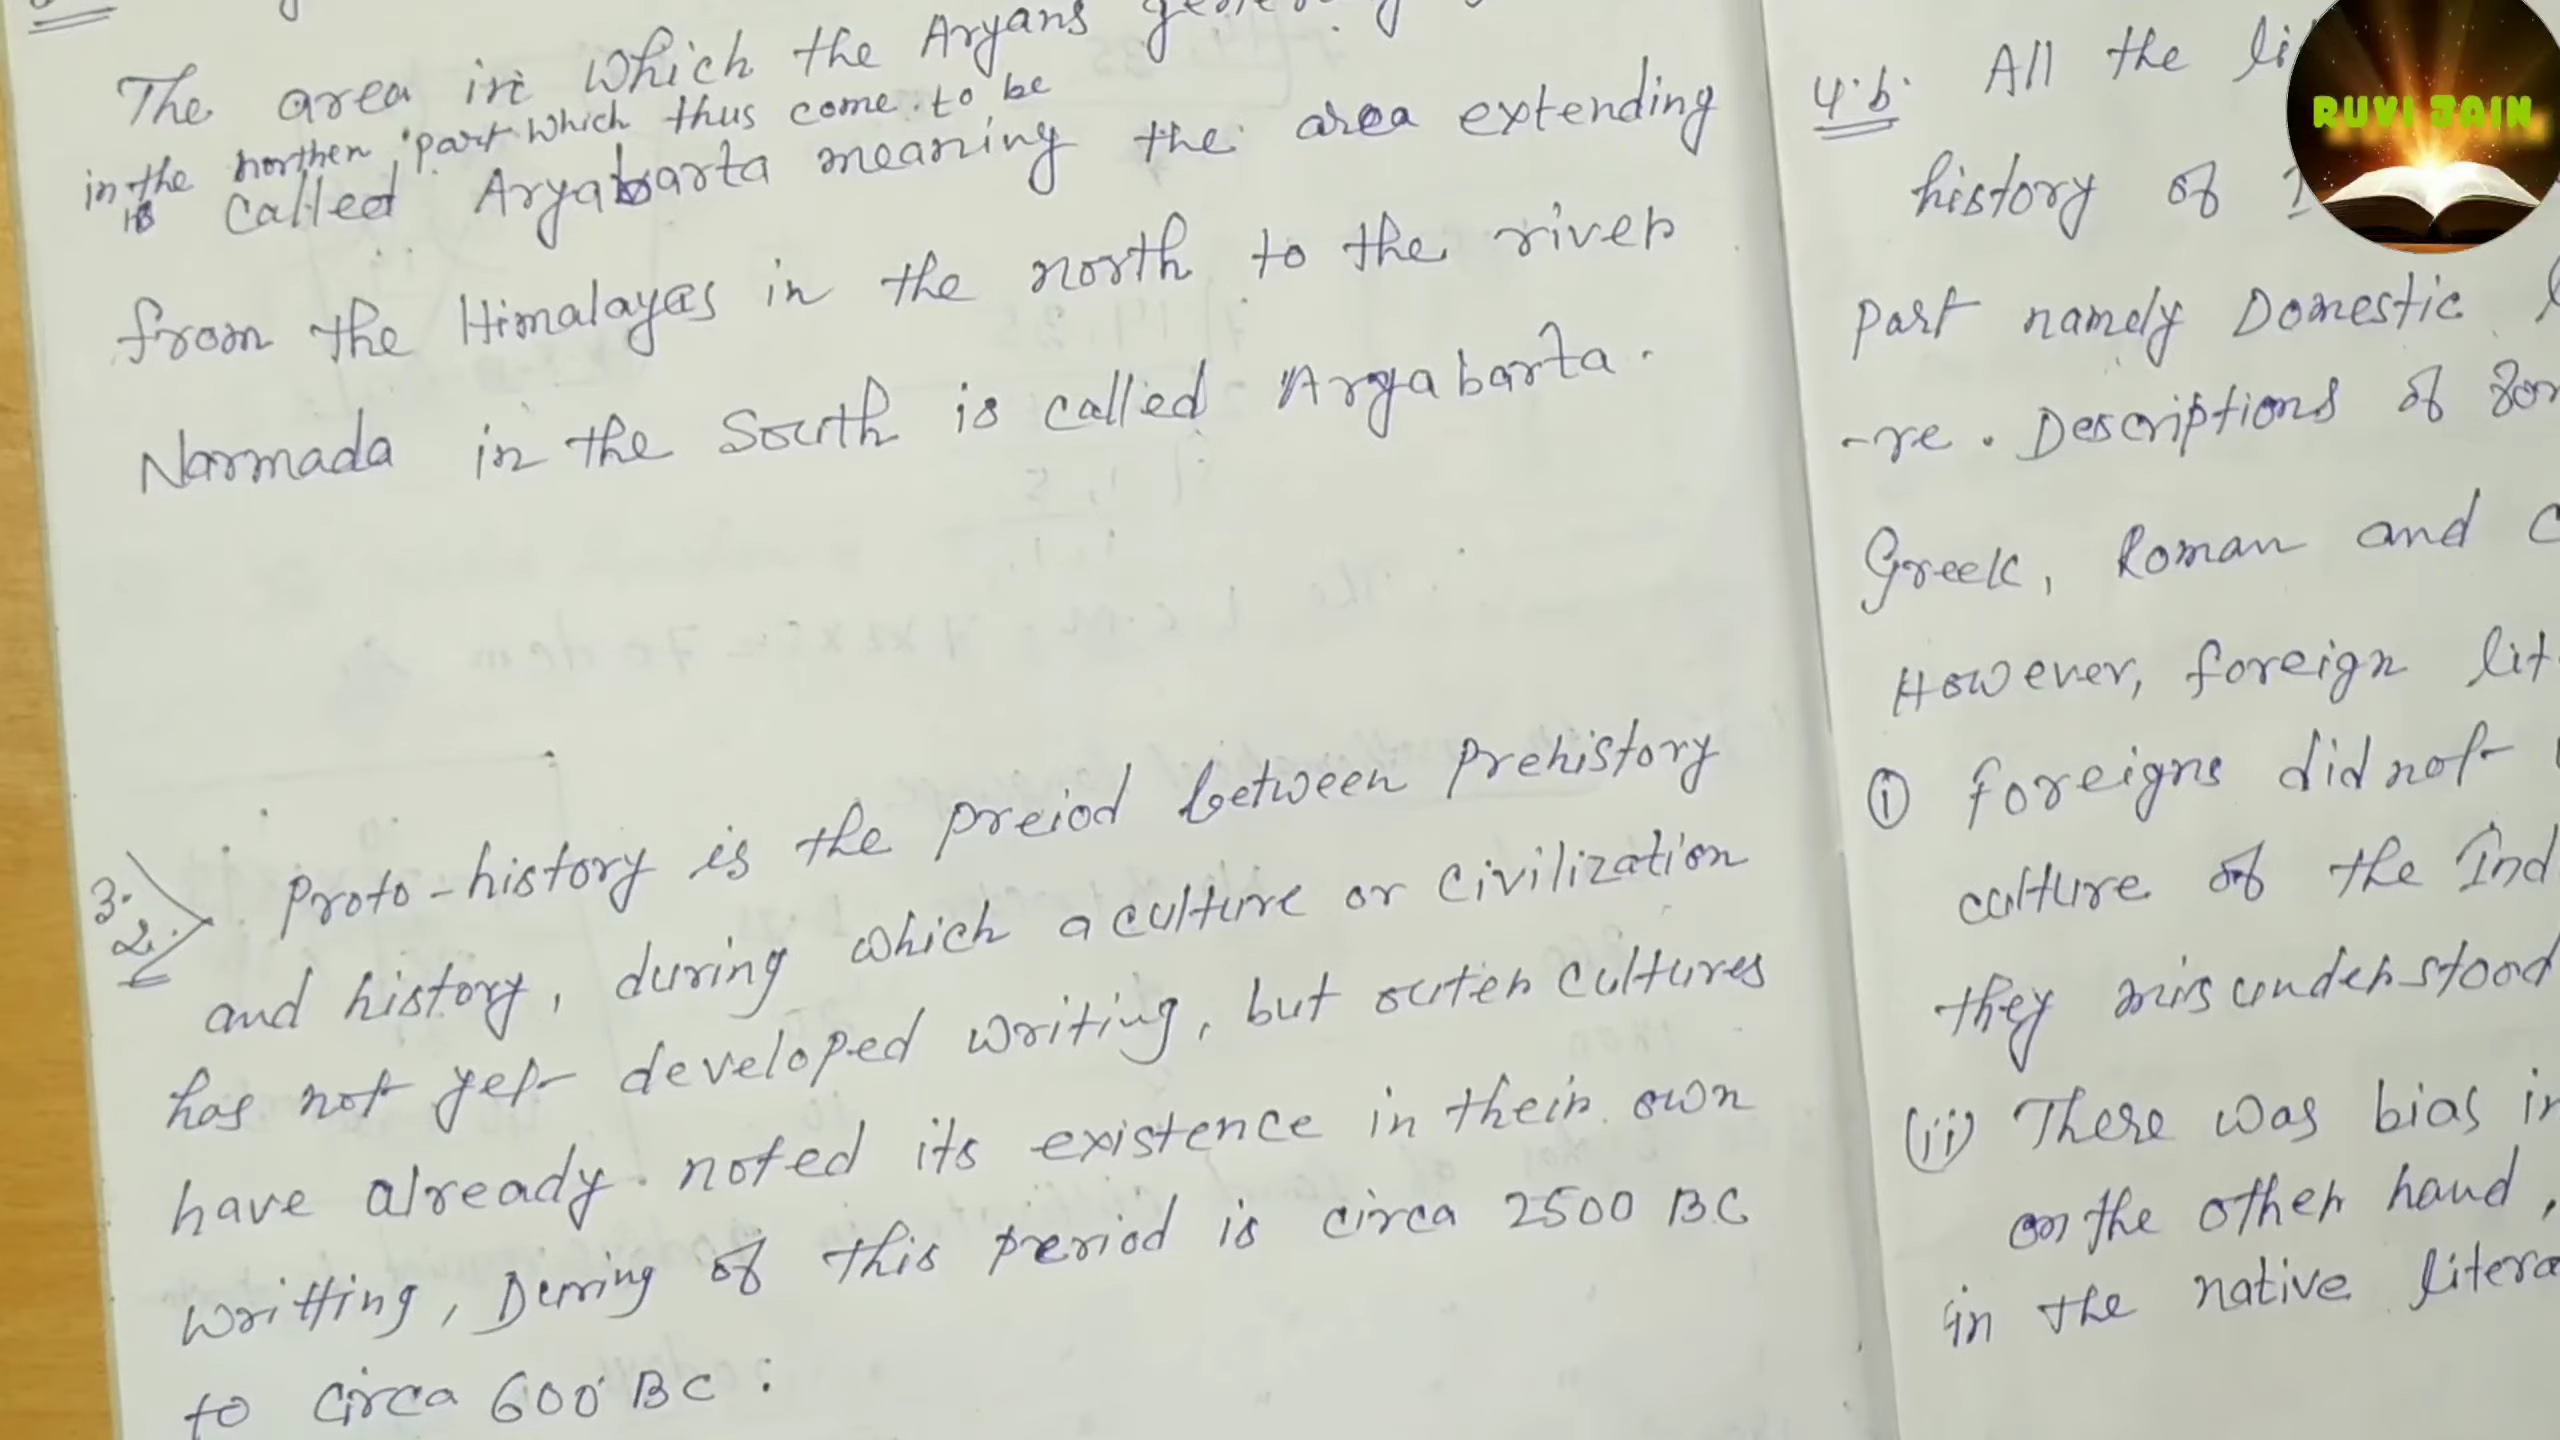 The area in which the Aryans
in the northen part which thus come to be
is called Aryabarta meaning the area extending
from the Himalayas in the north to the river
Narmada in the South is called Aryabarta.
3.
2.
Proto-history is the preiod between Prehistory
and history, during which a culture or civilization
has not yet developed writing, but outer cultures
have already noted its existence in their own
writting, During of this period is circa 2500 BC
to circa 600 BC:
4.b. All the
history of
part namely Domestic
-re. Descriptions of
Greek, Roman and
However, foreign lit
(i) foreigns did not
culture of the Ind
they misunderstood
(ii) There was bias in
on the other hand,
in the native litera
RUVI JAIN